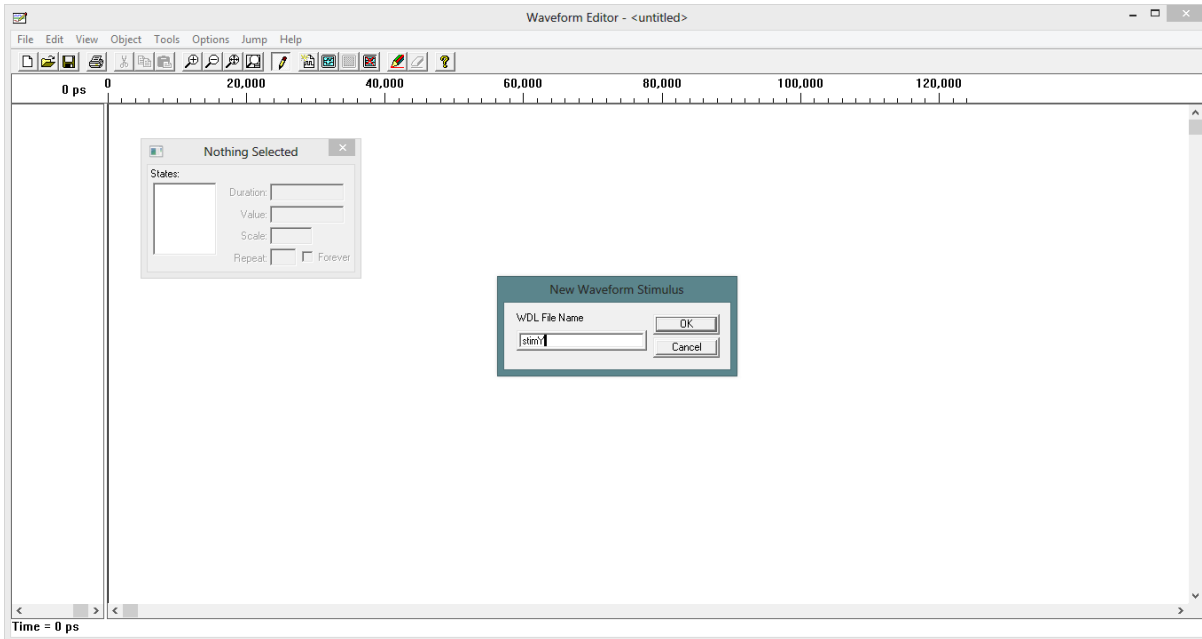 Waveform Editor - <untitled>
File Edit View Object Tools Options Jump Help
0 ps 0 20,000 40,000 60,000 80,000 100,000 120,000
Nothing Selected
States:
Duration:
Value:
Scale:
Repeat: Forever
New Waveform Stimulus
WDL File Name
OK
stimY
Cancel
Time = 0 ps